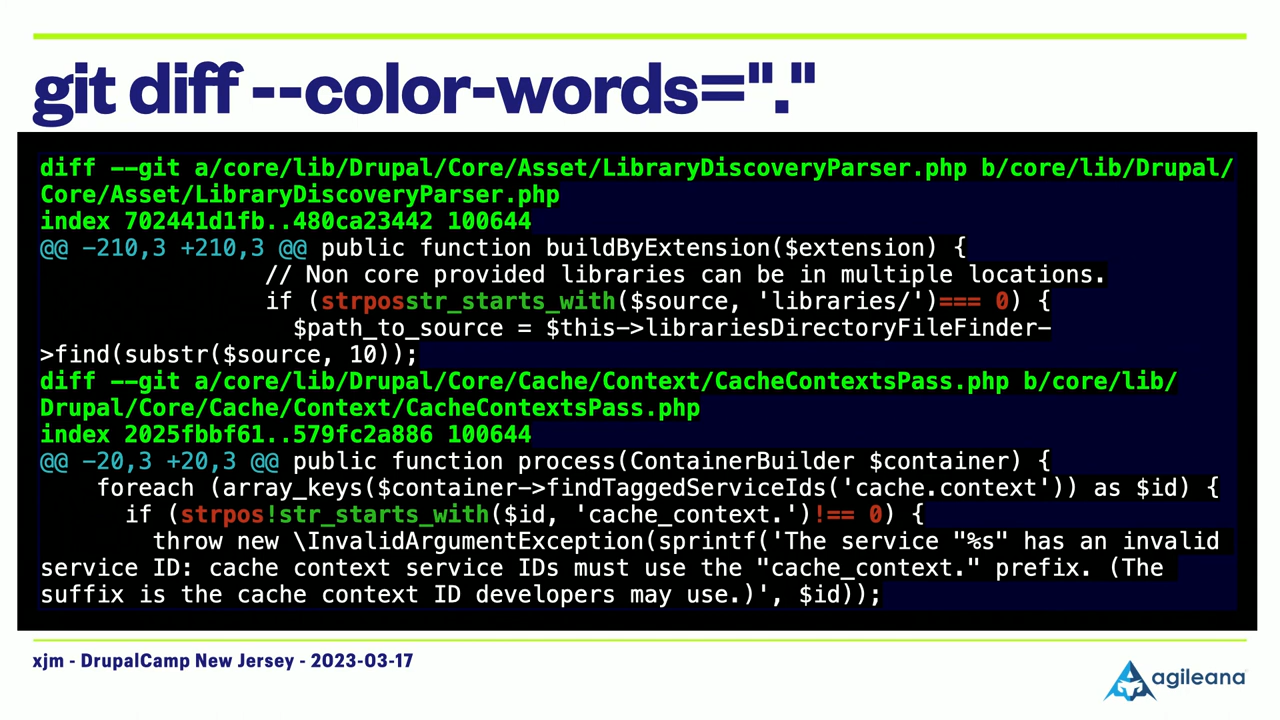 git diff --color-words="."
diff --git a/core/lib/Drupal/Core/Asset/LibraryDiscoveryParser.php b/core/lib/Drupal/
Core/Asset/LibraryDiscoveryParser.php
index 702441d1fb..480ca23442 100644
@@ -210,3 +210,3 @@ public function buildByExtension($extension) {
                // Non core provided libraries can be in multiple locations.
                if (strposstr_starts_with($source, 'libraries/')=== 0) {
                  $path_to_source = $this->librariesDirectoryFileFinder-
>find(substr($source, 10));
diff --git a/core/lib/Drupal/Core/Cache/Context/CacheContextsPass.php b/core/lib/
Drupal/Core/Cache/Context/CacheContextsPass.php
index 2025fbbf61..579fc2a886 100644
@@ -20,3 +20,3 @@ public function process(ContainerBuilder $container) {
    foreach (array_keys($container->findTaggedServiceIds('cache.context')) as $id) {
      if (strpos!str_starts_with($id, 'cache_context.')!== 0) {
        throw new \InvalidArgumentException(sprintf('The service "%s" has an invalid
service ID: cache context service IDs must use the "cache_context." prefix. (The
suffix is the cache context ID developers may use.)', $id));
xjm - DrupalCamp New Jersey - 2023-03-17
agileana